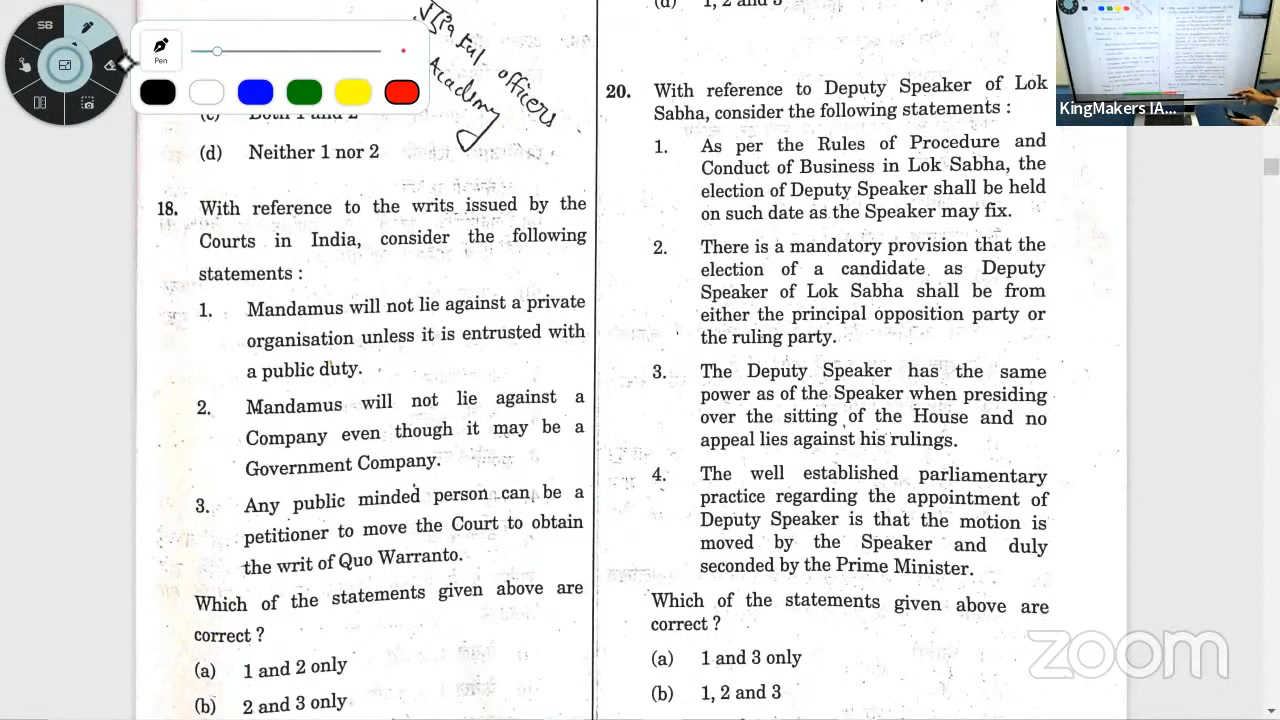 SB
Pen
(d) Neither 1 nor 2
18. With reference to the writs issued by the
Courts in India, consider the following
statements :
1. Mandamus will not lie against a private
organisation unless it is entrusted with
a public duty.
2. Mandamus will not lie against a
Company even though it may be a
Government Company.
3. Any public minded person can be a
petitioner to move the Court to obtain
the writ of Quo Warranto.
Which of the statements given above are
correct ?
(a) 1 and 2 only
(b) 2 and 3 only
(d) 1, 2 and 3
20. With reference to Deputy Speaker of Lok
Sabha, consider the following statements :
1. As per the Rules of Procedure and
Conduct of Business in Lok Sabha, the
election of Deputy Speaker shall be held
on such date as the Speaker may fix.
2. There is a mandatory provision that the
election of a candidate as Deputy
Speaker of Lok Sabha shall be from
either the principal opposition party or
the ruling party.
3. The Deputy Speaker has the same
power as of the Speaker when presiding
over the sitting of the House and no
appeal lies against his rulings.
4. The well established parliamentary
practice regarding the appointment of
Deputy Speaker is that the motion is
moved by the Speaker and duly
seconded by the Prime Minister.
Which of the statements given above are
correct ?
(a) 1 and 3 only
(b) 1, 2 and 3
KingMakers IA...
zoom